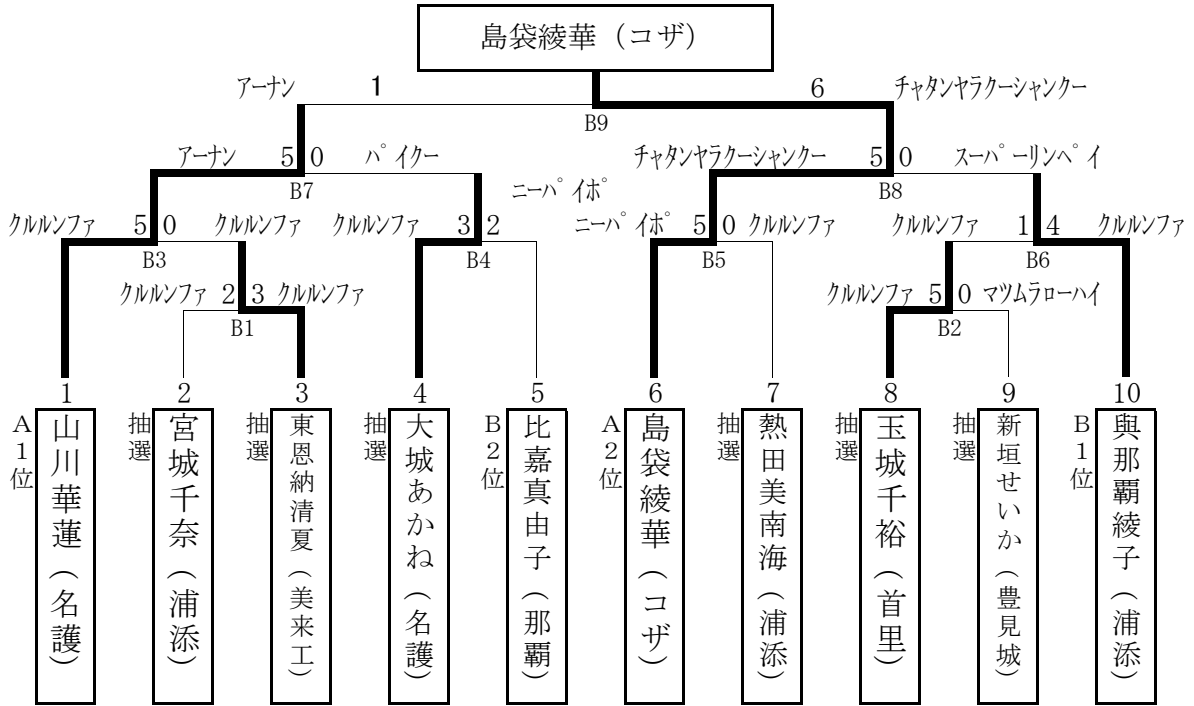 島袋綾華（コザ）
アーナン 1 6 チャタンヤラクーシャンクー
B9
アーナン 5 0 パイクー チャタンヤラクーシャンクー 5 0 スーパーリンペイ
B7 B8
ニーパイポ
クルルンファ 5 0 クルルンファ クルルンファ 3 2 ニーパイポ 5 0 クルルンファ クルルンファ 1 4 クルルンファ
B3 B4 B5 B6
クルルンファ 2 3 クルルンファ クルルンファ 5 0 マツムラローハイ
B1 B2
1 2 3 4 5 6 7 8 9 10
A1位
山川華蓮（名護）
抽選
宮城千奈（浦添）
抽選
東恩納清夏（美来工）
抽選
大城あかね（名護）
B2位
比嘉真由子（那覇）
A2位
島袋綾華（コザ）
抽選
熱田美南海（浦添）
抽選
玉城千裕（首里）
抽選
新垣せいか（豊見城）
B1位
與那覇綾子（浦添）